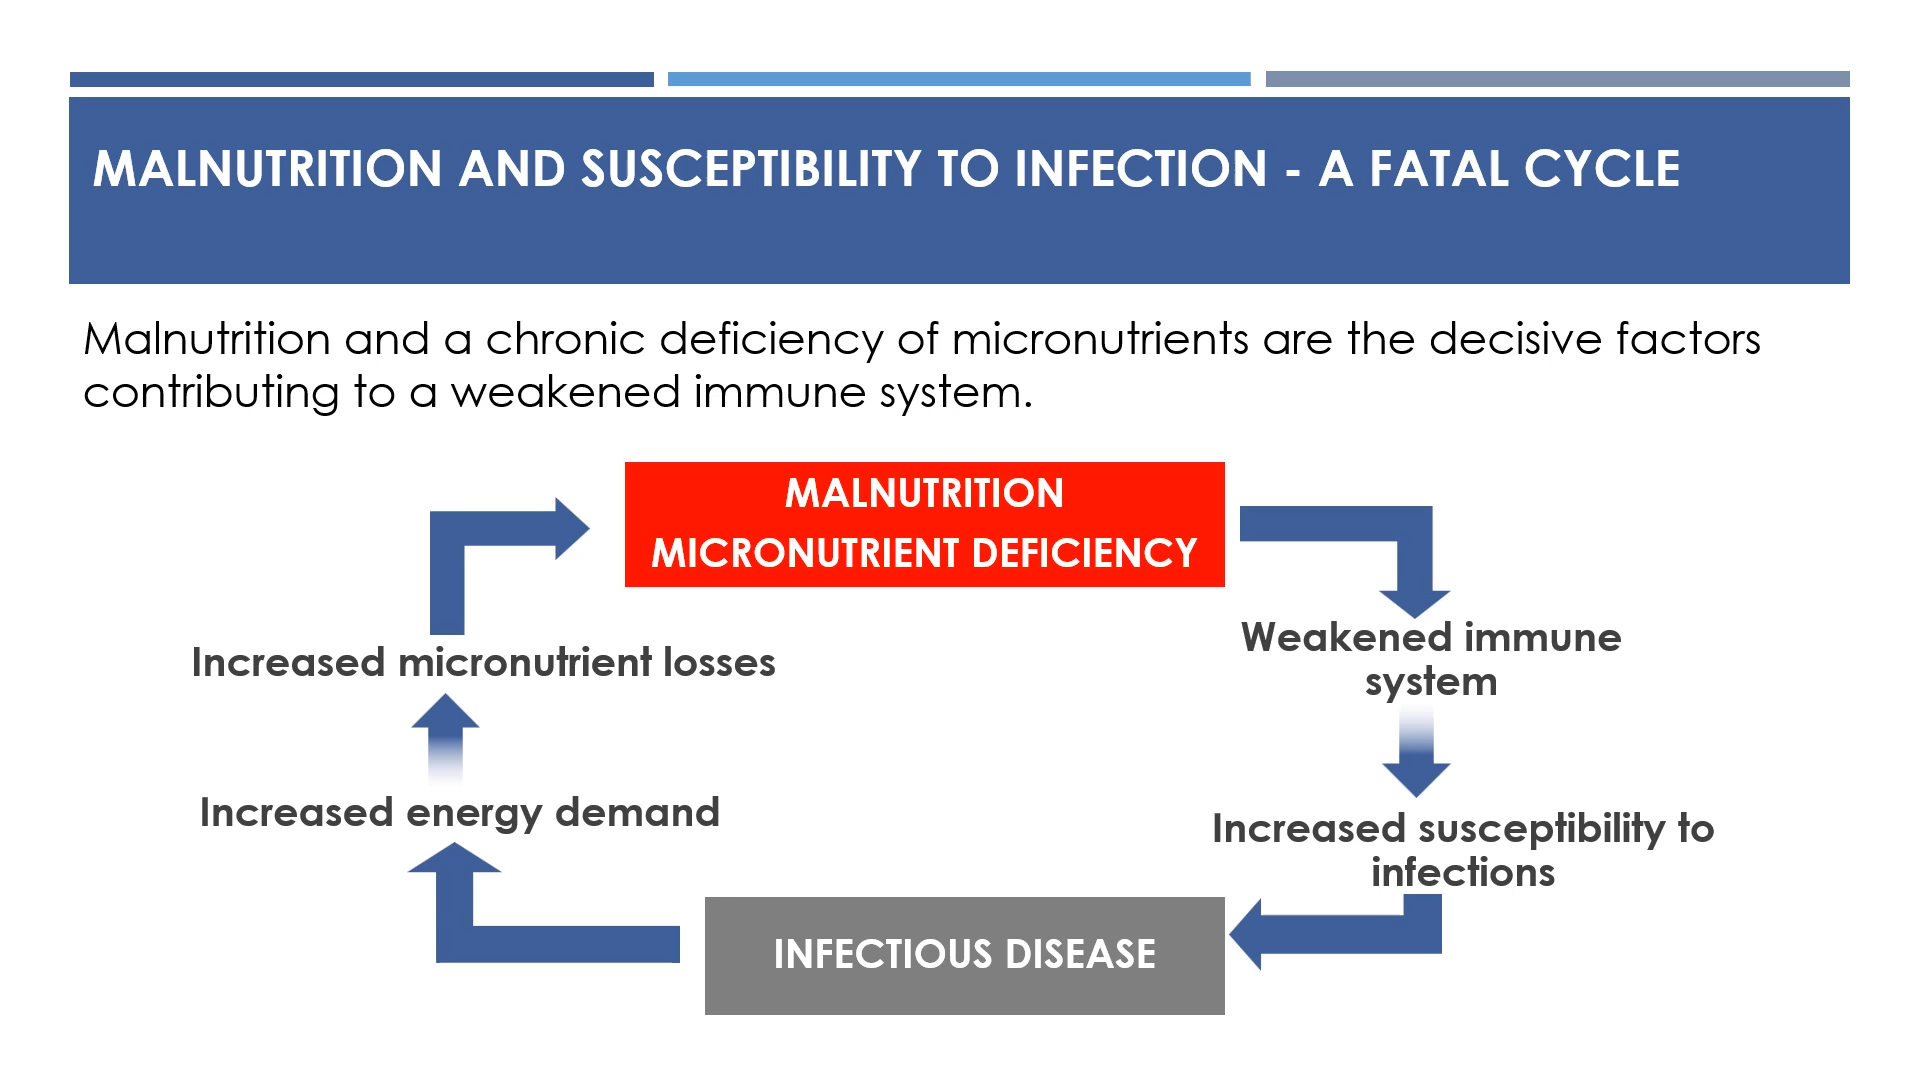 MALNUTRITION AND SUSCEPTIBILITY TO INFECTION - A FATAL CYCLE
Malnutrition and a chronic deficiency of micronutrients are the decisive factors
contributing to a weakened immune system.
MALNUTRITION
MICRONUTRIENT DEFICIENCY
Weakened immune
system
Increased susceptibility to
infections
INFECTIOUS DISEASE
Increased energy demand
Increased micronutrient losses